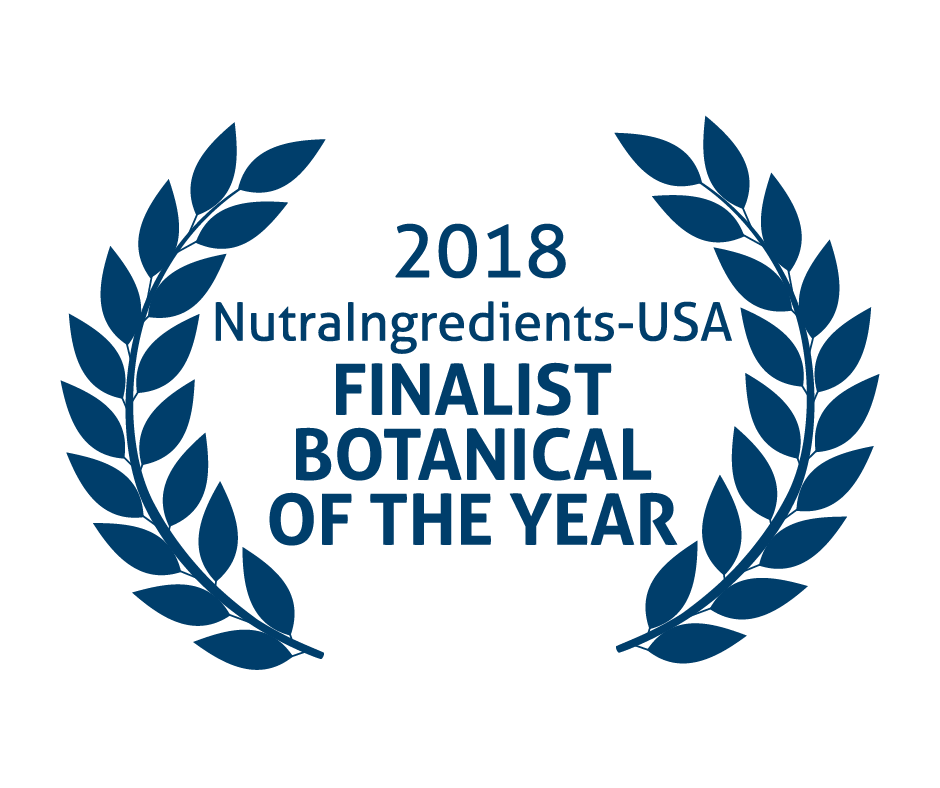 2018
NutraIngredients-USA
FINALIST
BOTANICAL
OF THE YEAR